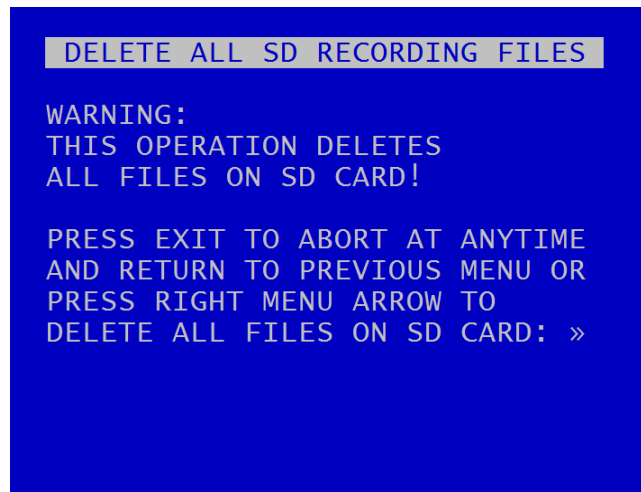 DELETE ALL SD RECORDING FILES
WARNING:
THIS OPERATION DELETES
ALL FILES ON SD CARD!
PRESS EXIT TO ABORT AT ANYTIME
AND RETURN TO PREVIOUS MENU OR
PRESS RIGHT MENU ARROW TO
DELETE ALL FILES ON SD CARD: »